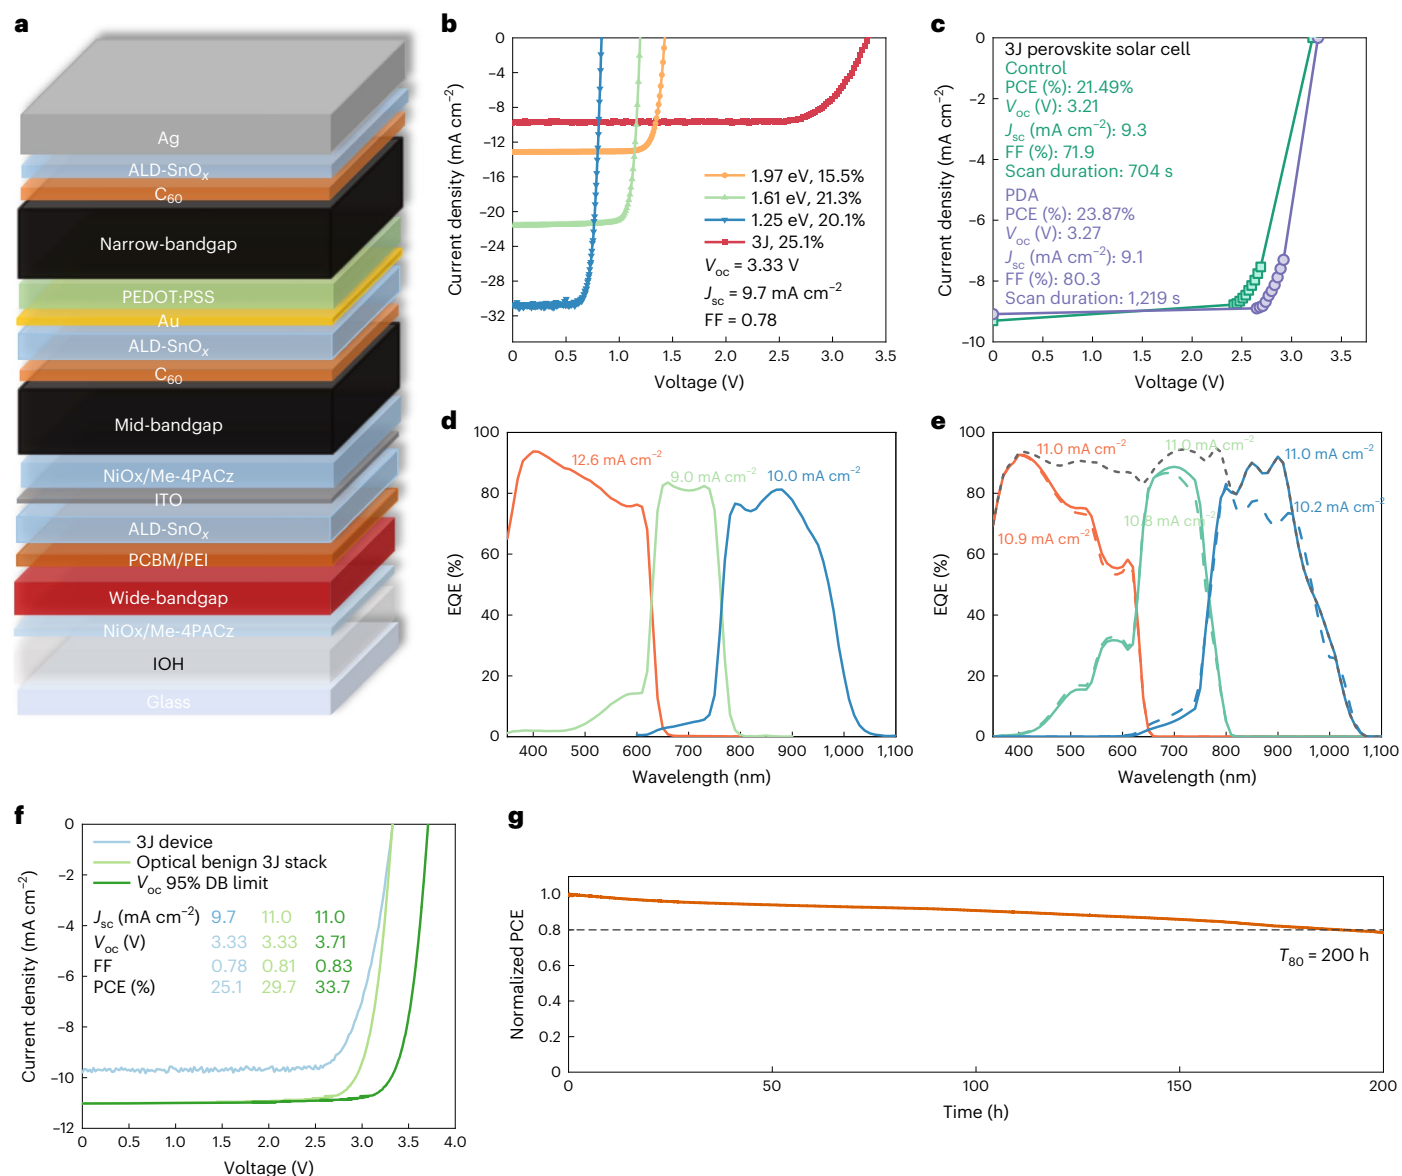 a
Ag
ALD-SnOx
C60
Narrow-bandgap
PEDOT:PSS
Au
ALD-SnOx
C60
Mid-bandgap
NiOx/Me-4PACz
ITO
ALD-SnOx
PCBM/PEI
Wide-bandgap
NiOx/Me-4PACz
IOH
Glass
b
0
–4
–8
–12
–16
–20
–24
–28
–32
Current density (mA cm−2)
1.97 eV, 15.5%
1.61 eV, 21.3%
1.25 eV, 20.1%
3J, 25.1%
Voc = 3.33 V
Jsc = 9.7 mA cm−2
FF = 0.78
0 0.5 1.0 1.5 2.0 2.5 3.0 3.5
Voltage (V)
c
0
–2
–4
–6
–8
–10
Current density (mA cm−2)
3J perovskite solar cell
Control
PCE (%): 21.49%
Voc (V): 3.21
Jsc (mA cm−2): 9.3
FF (%): 71.9
Scan duration: 704 s
PDA
PCE (%): 23.87%
Voc (V): 3.27
Jsc (mA cm−2): 9.1
FF (%): 80.3
Scan duration: 1,219 s
0 0.5 1.0 1.5 2.0 2.5 3.0 3.5
Voltage (V)
d
100
80
60
40
20
0
EQE (%)
12.6 mA cm−2
9.0 mA cm−2
10.0 mA cm−2
400 500 600 700 800 900 1,000 1,100
Wavelength (nm)
e
100
80
60
40
20
0
EQE (%)
11.0 mA cm−2
11.0 mA cm−2
11.0 mA cm−2
10.9 mA cm−2
10.8 mA cm−2
10.2 mA cm−2
400 500 600 700 800 900 1,000 1,100
Wavelength (nm)
f
0
–2
–4
–6
–8
–10
–12
Current density (mA cm−2)
3J device
Optical benign 3J stack
Voc 95% DB limit
Jsc (mA cm−2) 9.7 11.0 11.0
Voc (V) 3.33 3.33 3.71
FF 0.78 0.81 0.83
PCE (%) 25.1 29.7 33.7
0 0.5 1.0 1.5 2.0 2.5 3.0 3.5 4.0
Voltage (V)
g
1.0
0.8
0.6
0.4
0.2
0
Normalized PCE
T80 = 200 h
0 50 100 150 200
Time (h)